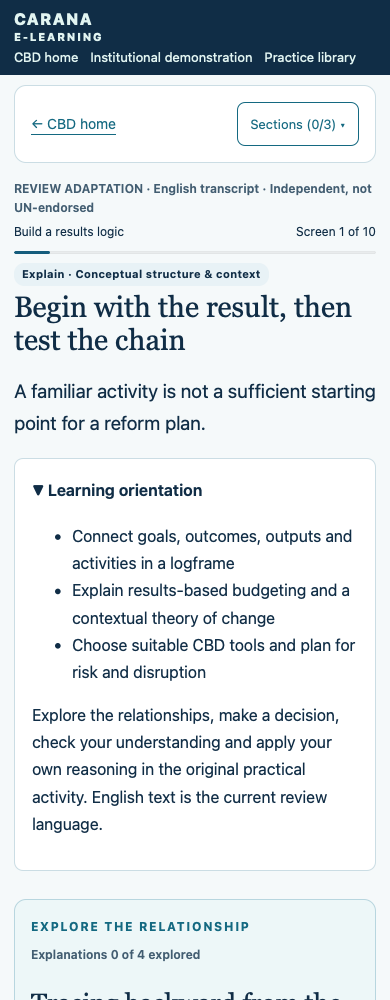 CARANA
E-LEARNING
CBD home Institutional demonstration Practice library
← CBD home
Sections (0/3) ▾
REVIEW ADAPTATION · English transcript · Independent, not
UN-endorsed
Build a results logic
Screen 1 of 10
Explain · Conceptual structure & context
Begin with the result, then
test the chain
A familiar activity is not a sufficient starting
point for a reform plan.
▼ Learning orientation
• Connect goals, outcomes, outputs and
activities in a logframe
• Explain results-based budgeting and a
contextual theory of change
• Choose suitable CBD tools and plan for
risk and disruption
Explore the relationships, make a decision,
check your understanding and apply your
own reasoning in the original practical
activity. English text is the current review
language.
EXPLORE THE RELATIONSHIP
Explanations 0 of 4 explored
Tracing backward from the